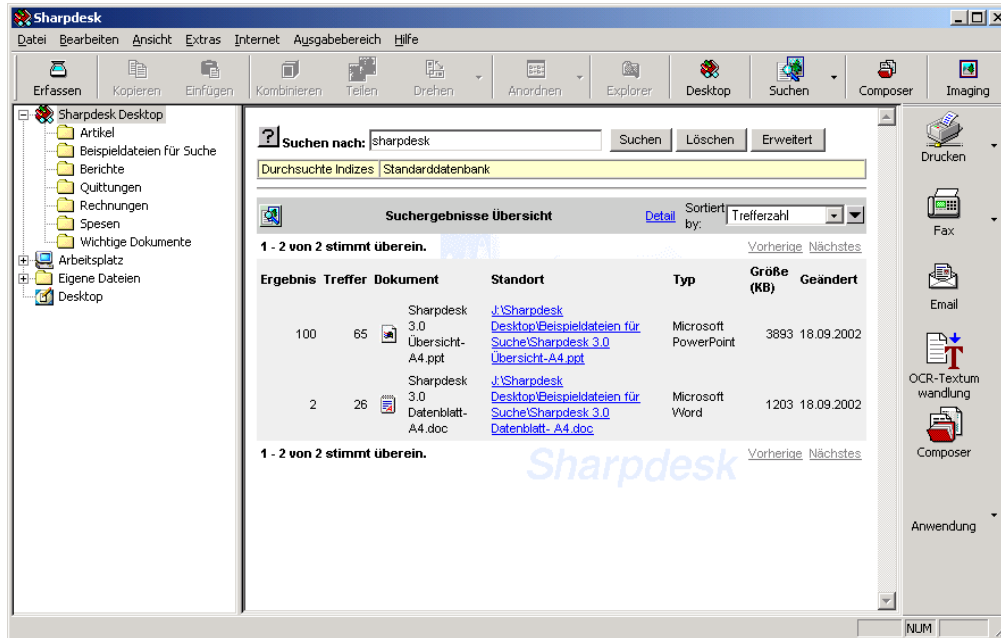 Sharpdesk
Datei Bearbeiten Ansicht Extras Internet Ausgabebereich Hilfe
Erfassen Kopieren Einfügen Kombinieren Teilen Drehen Anordnen Explorer Desktop Suchen Composer Imaging
Sharpdesk Desktop
Artikel
Beispieldateien für Suche
Berichte
Quittungen
Rechnungen
Spesen
Wichtige Dokumente
Arbeitsplatz
Eigene Dateien
Desktop
? Suchen nach: sharpdesk Suchen Löschen Erweitert
Durchsuchte Indizes Standarddatenbank
Suchergebnisse Übersicht Detail Sortiert by: Trefferzahl
1 - 2 von 2 stimmt überein. Vorherige Nächstes
Ergebnis Treffer Dokument Standort Typ Größe (KB) Geändert
100 65
Sharpdesk
3.0
Übersicht-
A4.ppt
J:\Sharpdesk
Desktop\Beispieldateien für
Suche\Sharpdesk 3.0
Übersicht-A4.ppt
Microsoft
PowerPoint
3893 18.09.2002
2 26
Sharpdesk
3.0
Datenblatt-
A4.doc
J:\Sharpdesk
Desktop\Beispieldateien für
Suche\Sharpdesk 3.0
Datenblatt- A4.doc
Microsoft
Word
1203 18.09.2002
1 - 2 von 2 stimmt überein. Vorherige Nächstes
Sharpdesk
Drucken
Fax
Email
OCR-Textum
wandlung
Composer
Anwendung
NUM